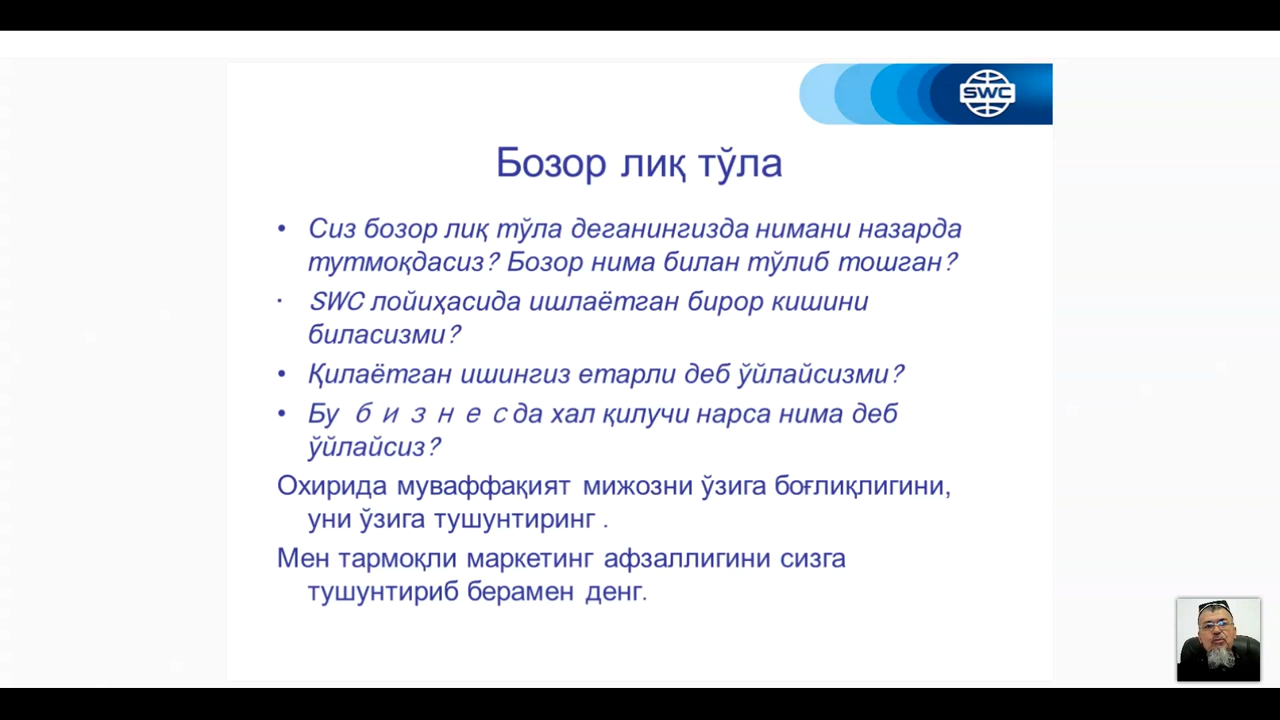 SWC
Бозор лиқ тўла
• Сиз бозор лиқ тўла деганингизда нимани назарда
тутмоқдасиз? Бозор нима билан тўлиб тошган?
• SWC лойиҳасида ишлаётган бирор кишини
биласизми?
• Қилаётган ишингиз етарли деб ўйлайсизми?
• Бу бизнесда хал қилучи нарса нима деб
ўйлайсиз?
Охирида муваффақият мижозни ўзига боғлиқлигини,
уни ўзига тушунтиринг .
Мен тармоқли маркетинг афзаллигини сизга
тушунтириб берамен денг.